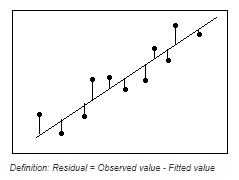 Definition: Residual = Observed value - Fitted value